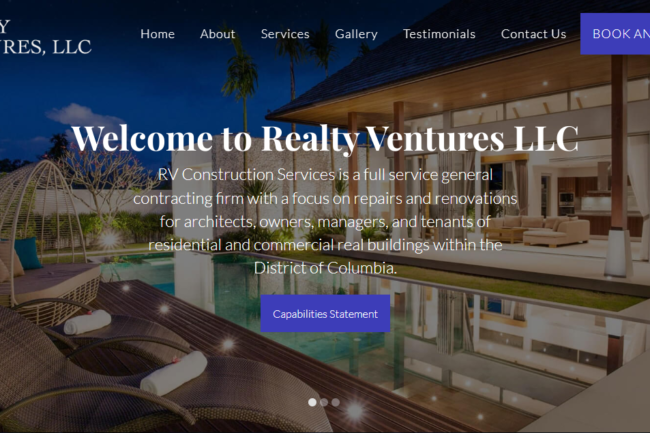 Y
URES, LLC
Home About Services Gallery Testimonials Contact Us BOOK AN
Welcome to Realty Ventures LLC
RV Construction Services is a full service general
contracting firm with a focus on repairs and renovations
for architects, owners, managers, and tenants of
residential and commercial real buildings within the
District of Columbia.
Capabilities Statement